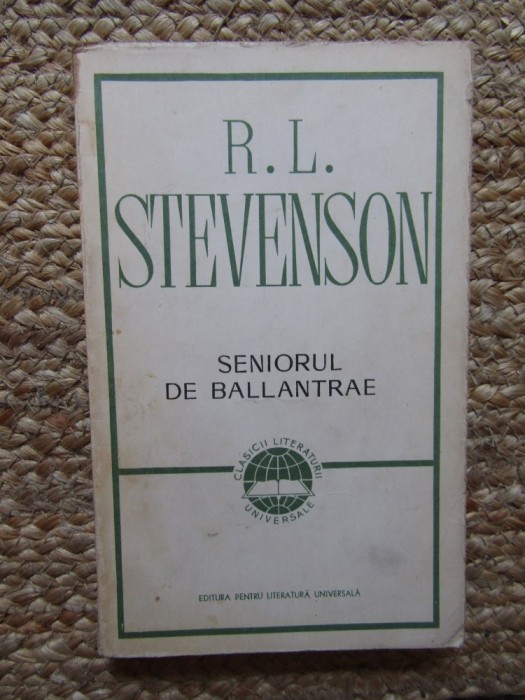 R. L.
STEVENSON
SENIORUL
DE BALLANTRAE
CLASICII LITERATURII
UNIVERSALE
EDITURA PENTRU LITERATURĂ UNIVERSALĂ